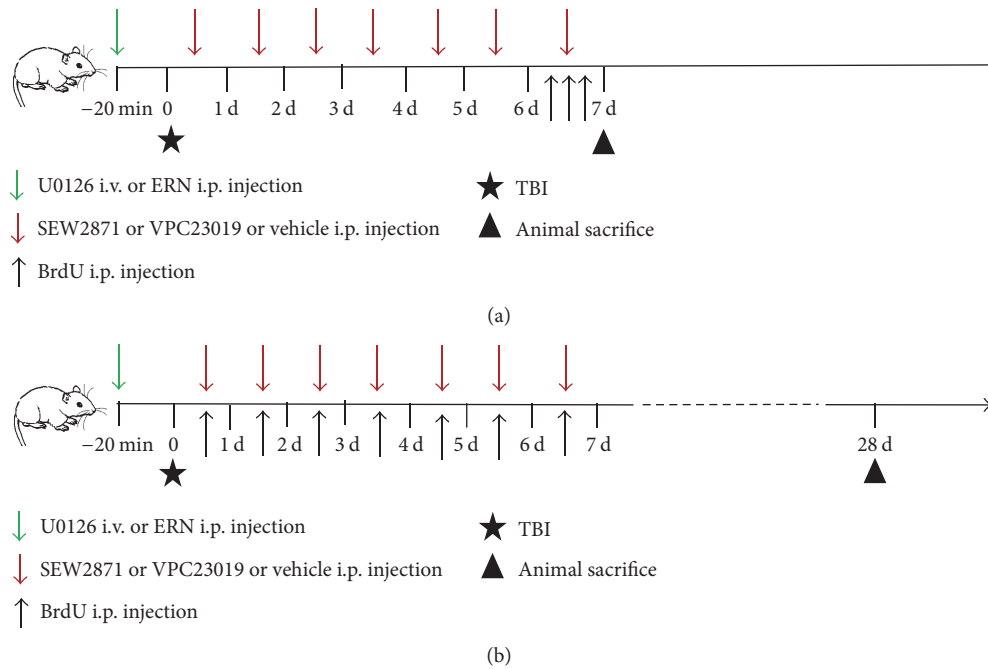 −20 min 0 1 d 2 d 3 d 4 d 5 d 6 d 7 d
U0126 i.v. or ERN i.p. injection
TBI
SEW2871 or VPC23019 or vehicle i.p. injection
Animal sacrifice
BrdU i.p. injection
(a)
−20 min 0 1 d 2 d 3 d 4 d 5 d 6 d 7 d 28 d
U0126 i.v. or ERN i.p. injection
TBI
SEW2871 or VPC23019 or vehicle i.p. injection
Animal sacrifice
BrdU i.p. injection
(b)